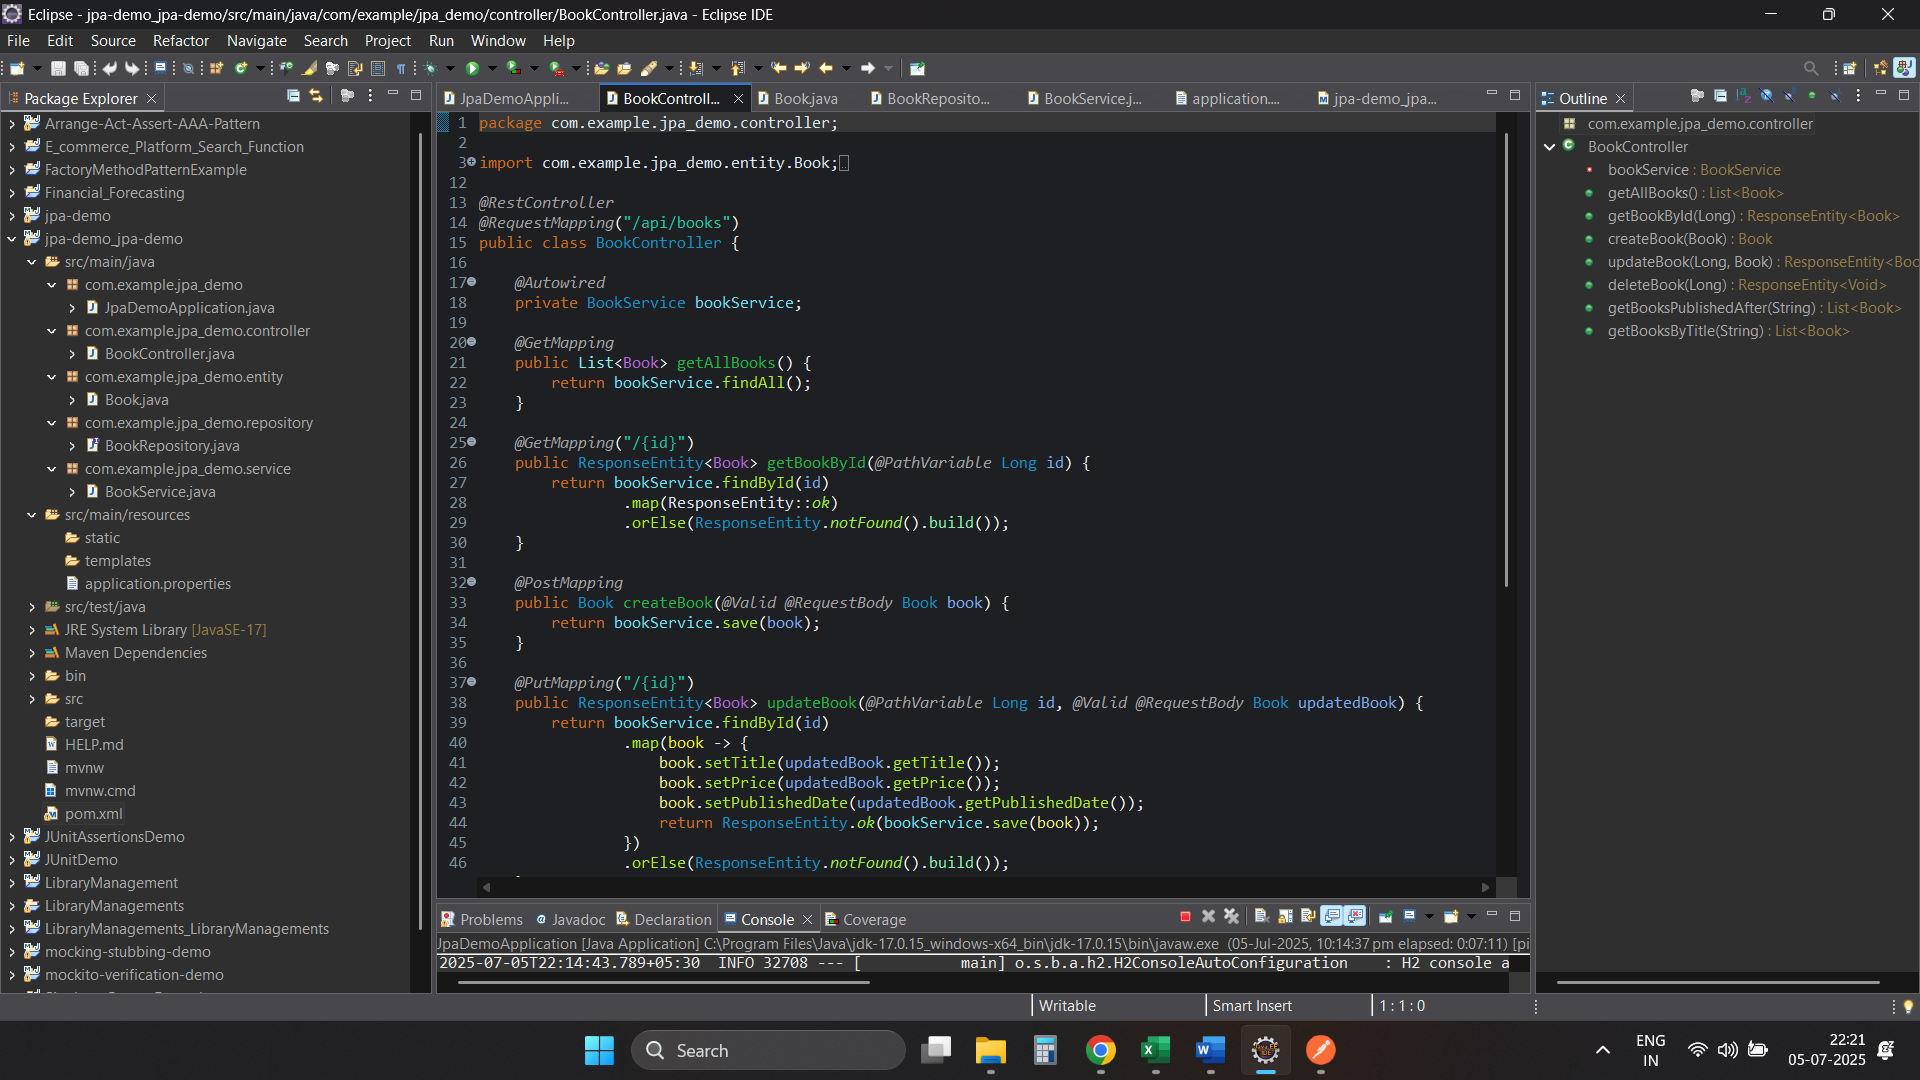 Eclipse - jpa-demo_jpa-demo/src/main/java/com/example/jpa_demo/controller/BookController.java - Eclipse IDE
File Edit Source Refactor Navigate Search Project Run Window Help
Package Explorer
Arrange-Act-Assert-AAA-Pattern
E_commerce_Platform_Search_Function
FactoryMethodPatternExample
Financial_Forecasting
jpa-demo
jpa-demo_jpa-demo
src/main/java
com.example.jpa_demo
JpaDemoApplication.java
com.example.jpa_demo.controller
BookController.java
com.example.jpa_demo.entity
Book.java
com.example.jpa_demo.repository
BookRepository.java
com.example.jpa_demo.service
BookService.java
src/main/resources
static
templates
application.properties
src/test/java
JRE System Library [JavaSE-17]
Maven Dependencies
bin
src
target
HELP.md
mvnw
mvnw.cmd
pom.xml
JUnitAssertionsDemo
JUnitDemo
LibraryManagement
LibraryManagements
LibraryManagements_LibraryManagements
mocking-stubbing-demo
mockito-verification-demo
JpaDemoAppli... BookControll... Book.java BookReposito... BookService.j... application.... jpa-demo_jpa...
1 package com.example.jpa_demo.controller;
2
3 import com.example.jpa_demo.entity.Book;
12
13 @RestController
14 @RequestMapping("/api/books")
15 public class BookController {
16
17 @Autowired
18 private BookService bookService;
19
20 @GetMapping
21 public List<Book> getAllBooks() {
22 return bookService.findAll();
23 }
24
25 @GetMapping("/{id}")
26 public ResponseEntity<Book> getBookById(@PathVariable Long id) {
27 return bookService.findById(id)
28 .map(ResponseEntity::ok)
29 .orElse(ResponseEntity.notFound().build());
30 }
31
32 @PostMapping
33 public Book createBook(@Valid @RequestBody Book book) {
34 return bookService.save(book);
35 }
36
37 @PutMapping("/{id}")
38 public ResponseEntity<Book> updateBook(@PathVariable Long id, @Valid @RequestBody Book updatedBook) {
39 return bookService.findById(id)
40 .map(book -> {
41 book.setTitle(updatedBook.getTitle());
42 book.setPrice(updatedBook.getPrice());
43 book.setPublishedDate(updatedBook.getPublishedDate());
44 return ResponseEntity.ok(bookService.save(book));
45 })
46 .orElse(ResponseEntity.notFound().build());
Outline
com.example.jpa_demo.controller
BookController
bookService : BookService
getAllBooks() : List<Book>
getBookById(Long) : ResponseEntity<Book>
createBook(Book) : Book
updateBook(Long, Book) : ResponseEntity<Boo
deleteBook(Long) : ResponseEntity<Void>
getBooksPublishedAfter(String) : List<Book>
getBooksByTitle(String) : List<Book>
Problems Javadoc Declaration Console Coverage
JpaDemoApplication [Java Application] C:\Program Files\Java\jdk-17.0.15_windows-x64_bin\jdk-17.0.15\bin\javaw.exe (05-Jul-2025, 10:14:37 pm elapsed: 0:07:11) [pi
2025-07-05T22:14:43.789+05:30 INFO 32708 --- [ main] o.s.b.a.h2.H2ConsoleAutoConfiguration : H2 console a
Writable Smart Insert 1 : 1 : 0
Search
ENG
IN
22:21
05-07-2025